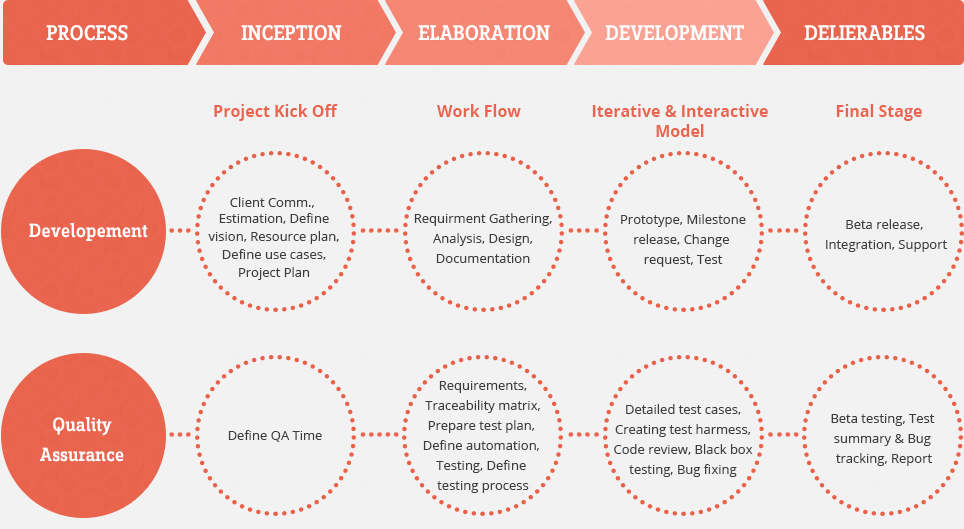 PROCESS
INCEPTION
ELABORATION
DEVELOPMENT
DELIERABLES
Project Kick Off
Work Flow
Iterative & Interactive
Model
Final Stage
Developement
Client Comm.,
Estimation, Define
vision, Resource plan,
Define use cases,
Project Plan
Requirment Gathering,
Analysis, Design,
Documentation
Prototype, Milestone
release, Change
request, Test
Beta release,
Integration, Support
Quality
Assurance
Define QA Time
Requirements,
Traceability matrix,
Prepare test plan,
Define automation,
Testing, Define
testing process
Detailed test cases,
Creating test harness,
Code review, Black box
testing, Bug fixing
Beta testing, Test
summary & Bug
tracking, Report